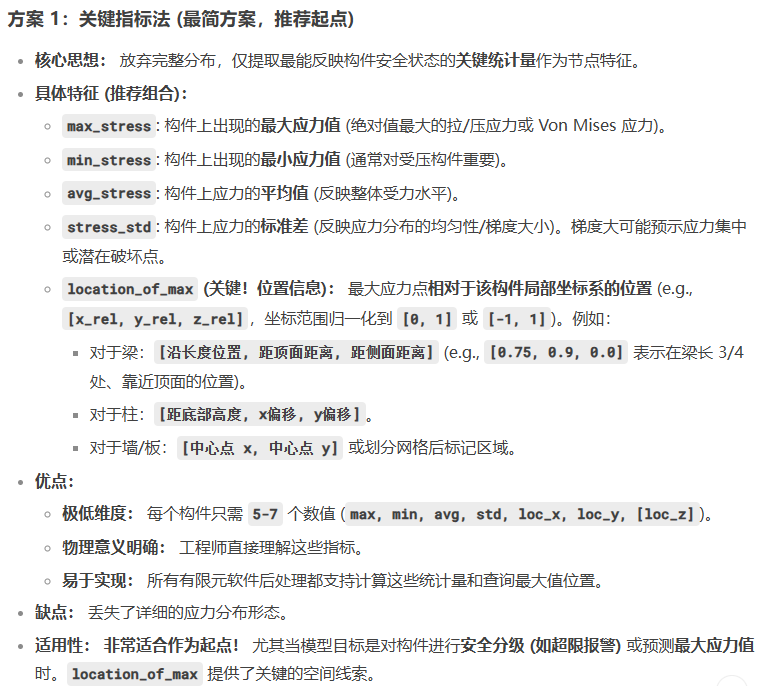 方案 1：关键指标法 (最简方案，推荐起点)
核心思想： 放弃完整分布，仅提取最能反映构件安全状态的关键统计量作为节点特征。
具体特征 (推荐组合)：
max_stress: 构件上出现的最大应力值 (绝对值最大的拉/压应力或 Von Mises 应力)。
min_stress: 构件上出现的最小应力值 (通常对受压构件重要)。
avg_stress: 构件上应力的平均值 (反映整体受力水平)。
stress_std: 构件上应力的标准差 (反映应力分布的均匀性/梯度大小)。梯度大可能预示应力集中
或潜在破坏点。
location_of_max (关键！位置信息)： 最大应力点相对于该构件局部坐标系的位置 (e.g.,
[x_rel, y_rel, z_rel]，坐标范围归一化到 [0, 1] 或 [-1, 1])。例如：
对于梁：[沿长度位置, 距顶面距离, 距侧面距离] (e.g., [0.75, 0.9, 0.0] 表示在梁长 3/4
处、靠近顶面的位置)。
对于柱：[距底部高度, x偏移, y偏移]。
对于墙/板：[中心点 x, 中心点 y] 或划分网格后标记区域。
优点：
极低维度： 每个构件只需 5-7 个数值 (max, min, avg, std, loc_x, loc_y, [loc_z])。
物理意义明确： 工程师直接理解这些指标。
易于实现： 所有有限元软件后处理都支持计算这些统计量和查询最大值位置。
缺点： 丢失了详细的应力分布形态。
适用性： 非常适合作为起点！ 尤其当模型目标是对构件进行安全分级 (如超限报警) 或预测最大应力值
时。location_of_max 提供了关键的空间线索。